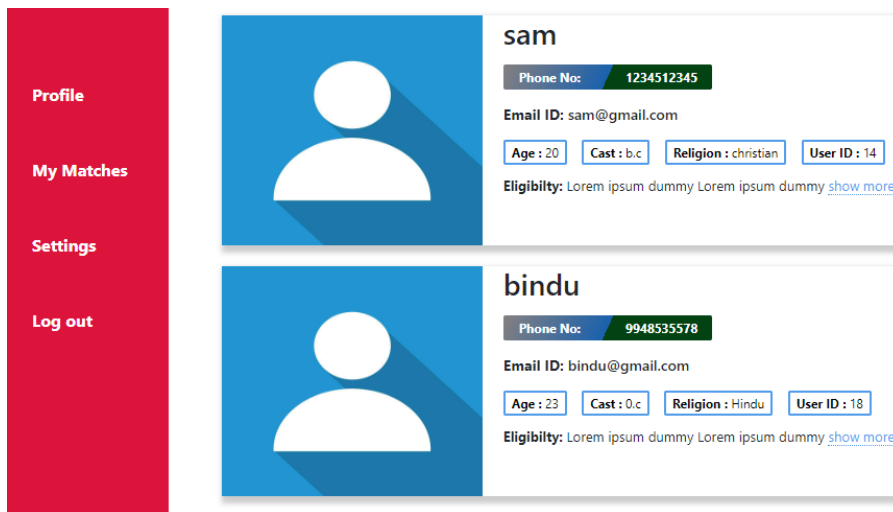 Profile
My Matches
Settings
Log out
sam
Phone No: 1234512345
Email ID: sam@gmail.com
Age : 20 Cast : b.c Religion : christian User ID : 14
Eligibilty: Lorem ipsum dummy Lorem ipsum dummy show more
bindu
Phone No: 9948535578
Email ID: bindu@gmail.com
Age : 23 Cast : 0.c Religion : Hindu User ID : 18
Eligibilty: Lorem ipsum dummy Lorem ipsum dummy show more